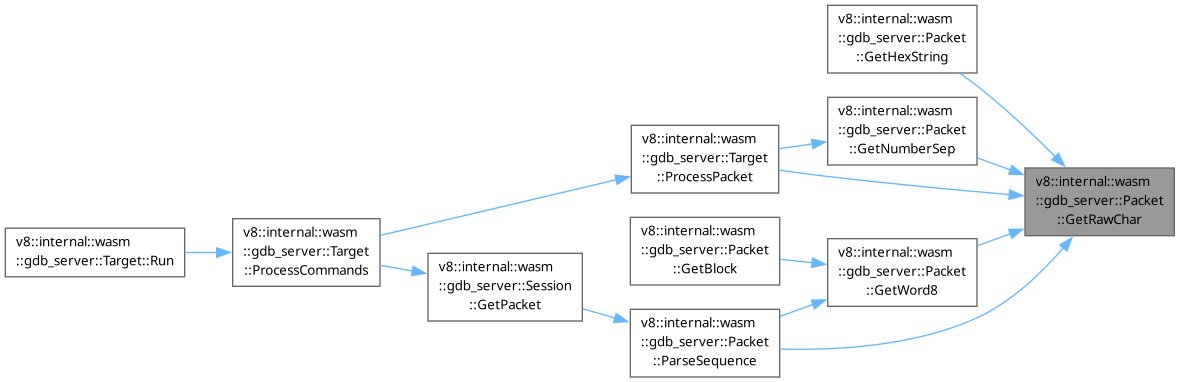 v8::internal::wasm
::gdb_server::Packet
::GetHexString
v8::internal::wasm
::gdb_server::Packet
::GetNumberSep
v8::internal::wasm
::gdb_server::Target
::ProcessPacket
v8::internal::wasm
::gdb_server::Packet
::GetRawChar
v8::internal::wasm
::gdb_server::Target::Run
v8::internal::wasm
::gdb_server::Target
::ProcessCommands
v8::internal::wasm
::gdb_server::Packet
::GetBlock
v8::internal::wasm
::gdb_server::Packet
::GetWord8
v8::internal::wasm
::gdb_server::Session
::GetPacket
v8::internal::wasm
::gdb_server::Packet
::ParseSequence